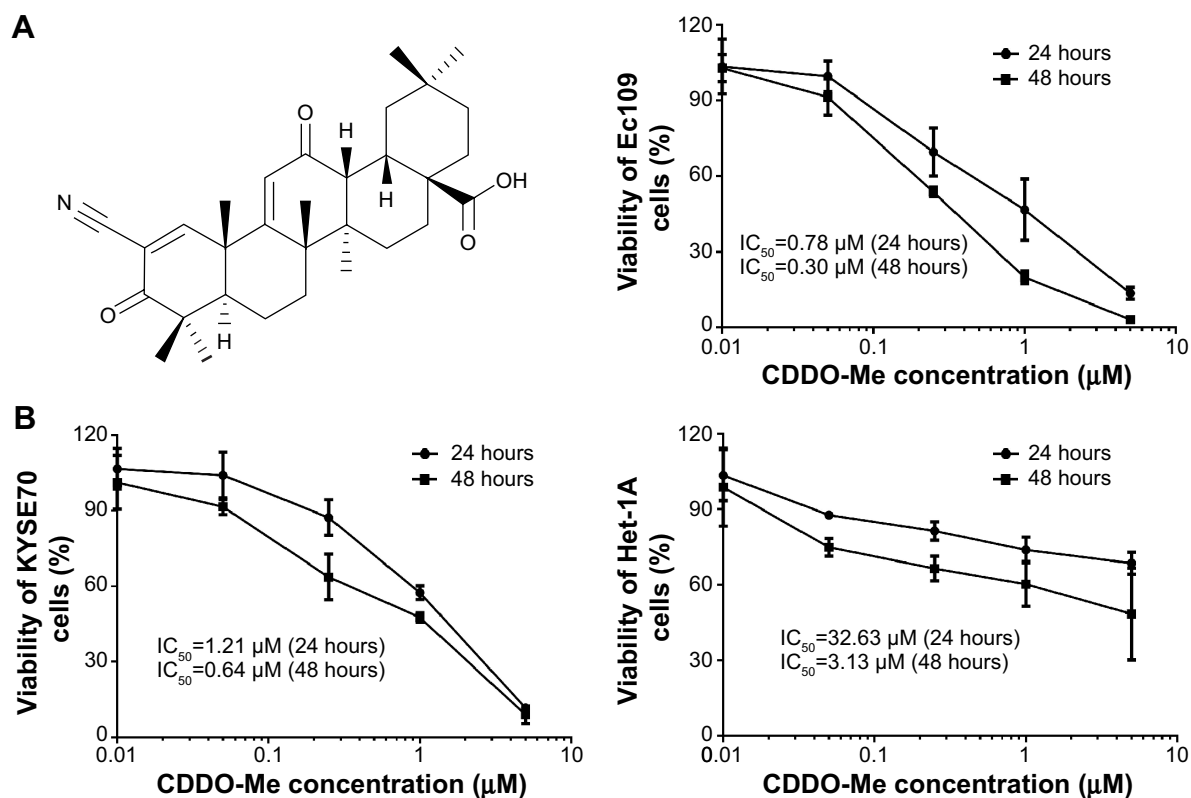 A
O
H
H
OH
O
N
O
H
120
90
60
30
0
Viability of Ec109
cells (%)
24 hours
48 hours
IC50=0.78 µM (24 hours)
IC50=0.30 µM (48 hours)
0.01 0.1 1 10
CDDO-Me concentration (µM)
B
120
90
60
30
0
Viability of KYSE70
cells (%)
24 hours
48 hours
IC50=1.21 µM (24 hours)
IC50=0.64 µM (48 hours)
0.01 0.1 1 10
CDDO-Me concentration (µM)
120
90
60
30
0
Viability of Het-1A
cells (%)
24 hours
48 hours
IC50=32.63 µM (24 hours)
IC50=3.13 µM (48 hours)
0.01 0.1 1 10
CDDO-Me concentration (µM)